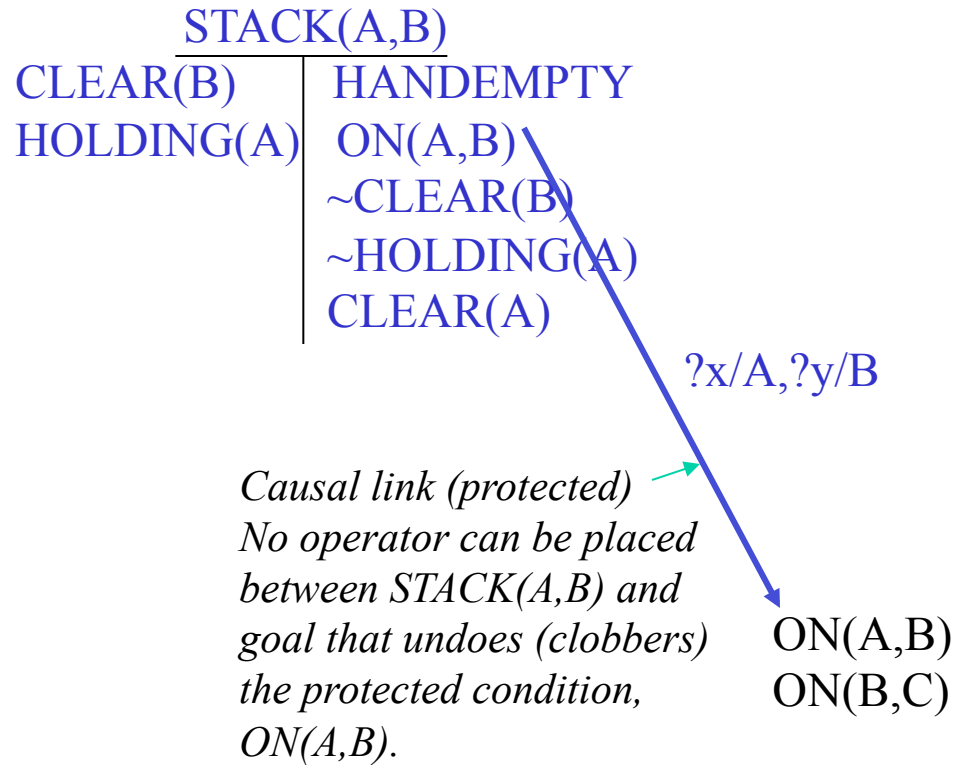 STACK(A,B)
CLEAR(B) HANDEMPTY
HOLDING(A) ON(A,B)
~CLEAR(B)
~HOLDING(A)
CLEAR(A)
?x/A,?y/B
Causal link (protected)
No operator can be placed
between STACK(A,B) and
goal that undoes (clobbers)
the protected condition,
ON(A,B).
ON(A,B)
ON(B,C)